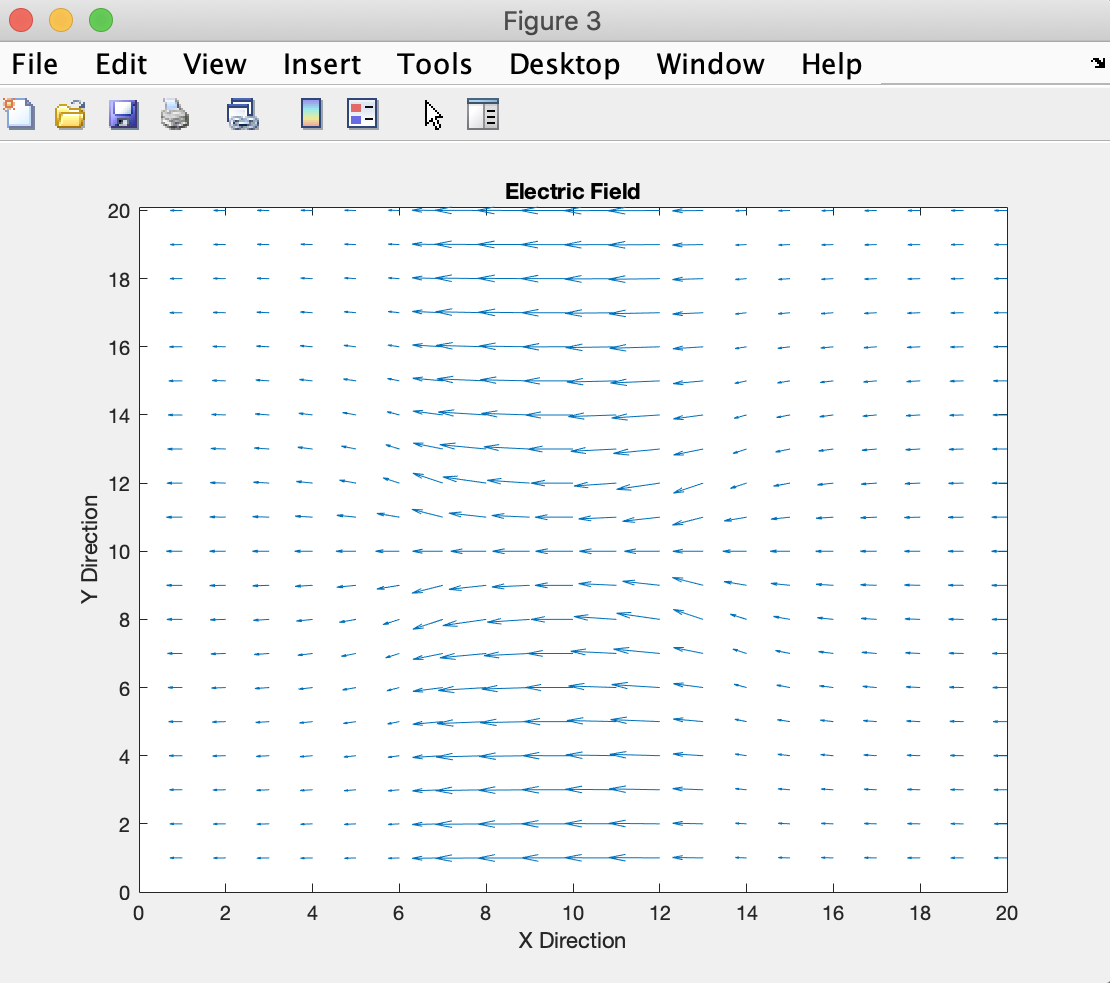 Figure 3
File Edit View Insert Tools Desktop Window Help
Electric Field
20
18
16
14
12
10
8
6
4
2
0
Y Direction
0 2 4 6 8 10 12 14 16 18 20
X Direction